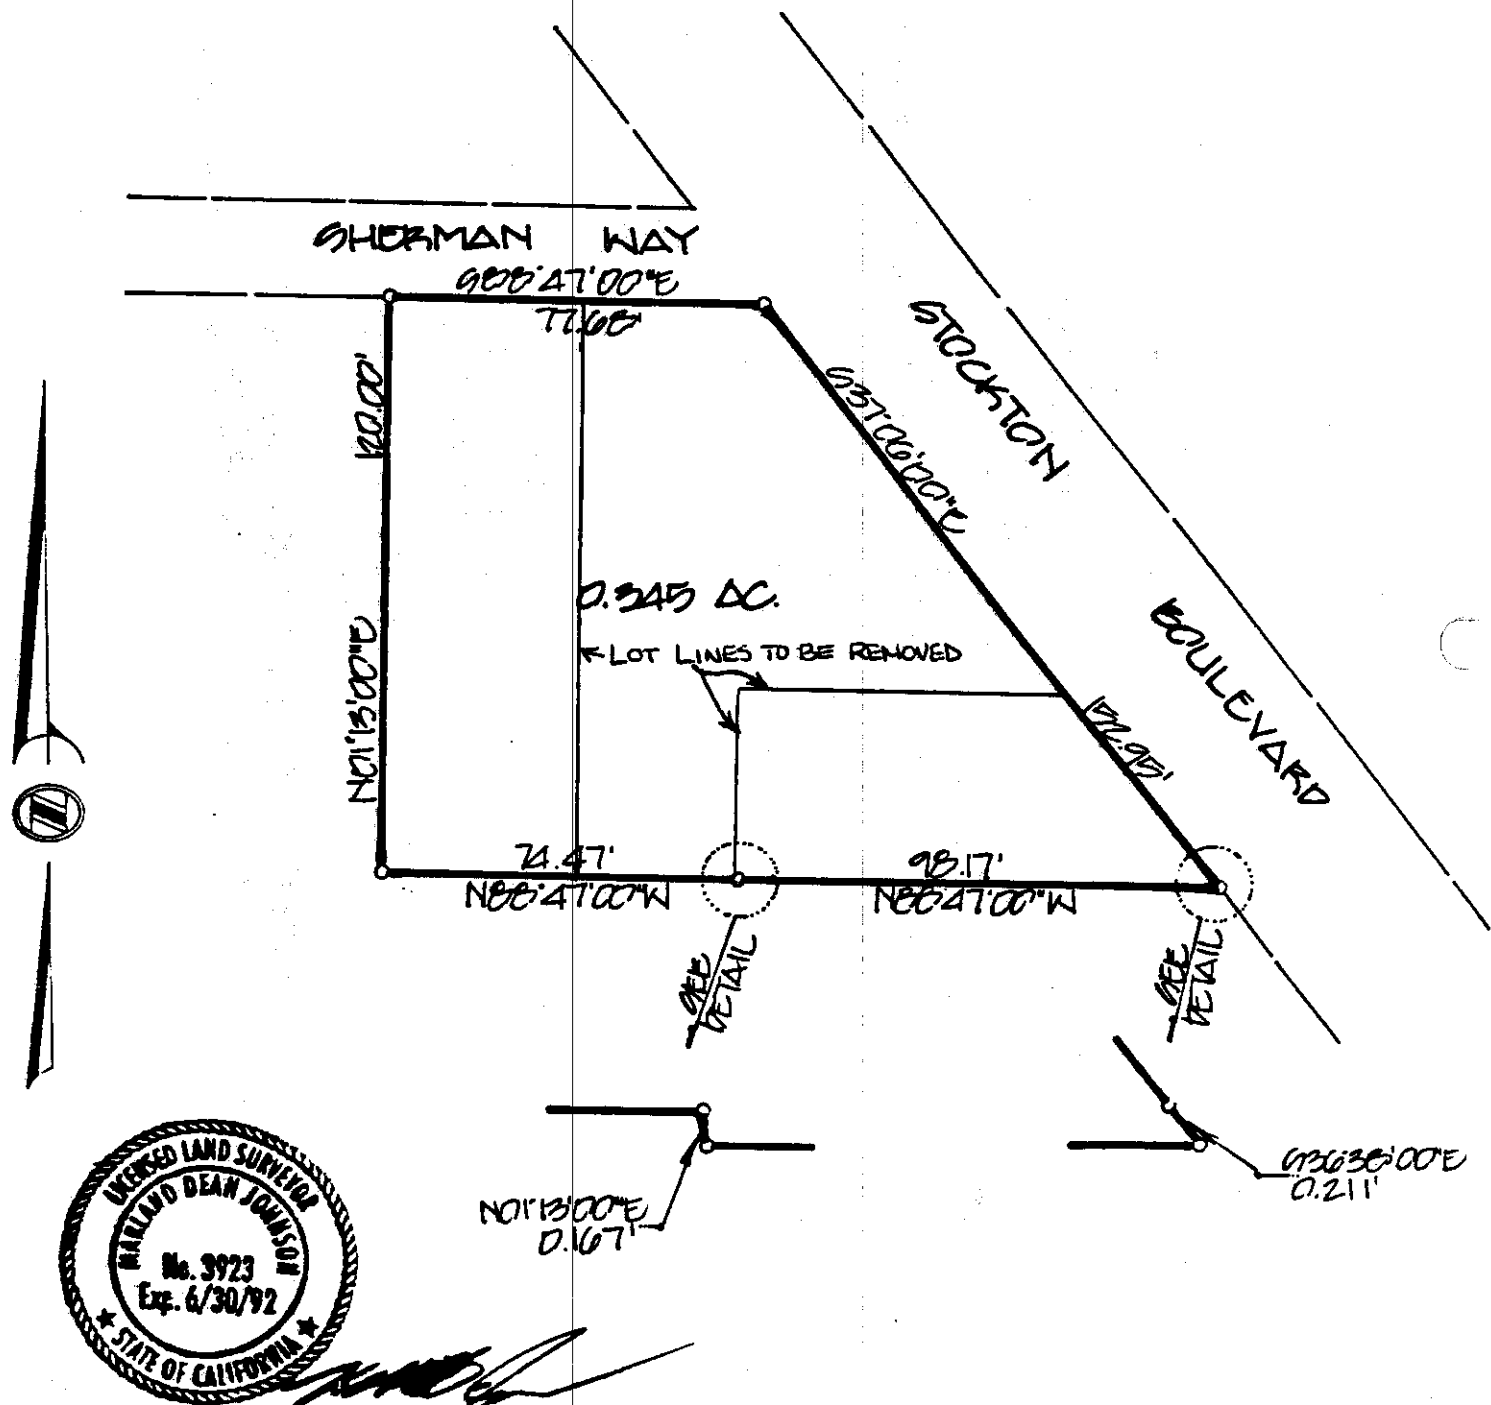 SHERMAN WAY
S88°47'00"E
77.68'
120.00'
N01°13'00"E
STOCKTON
BOULEVARD
S37°06'00"E
152.95'
0.345 AC.
LOT LINES TO BE REMOVED
74.47'
N88°47'00"W
98.17'
N88°47'00"W
SEE
DETAIL
SEE
DETAIL
N01°13'00"E
0.167'
S36°38'00"E
0.211'
N
LICENSED LAND SURVEYOR
MARLAND DEAN JOHNSON
No. 3923
Exp. 6/30/92
★ STATE OF CALIFORNIA ★